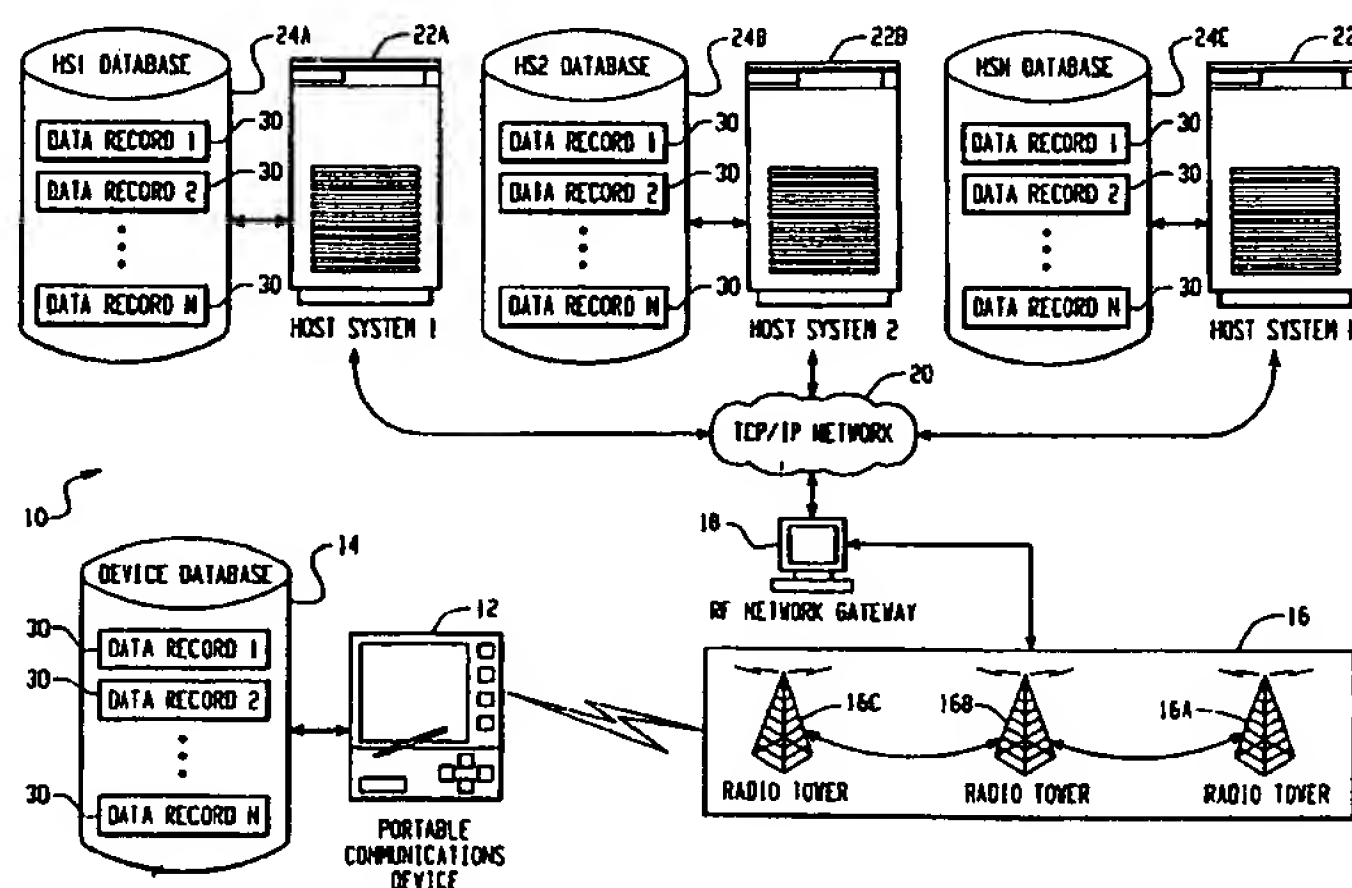 24A
22A
24B
22B
24C
22
HS1 DATABASE
HS2 DATABASE
HSN DATABASE
DATA RECORD 1
30
DATA RECORD 1
30
DATA RECORD 1
30
DATA RECORD 2
30
DATA RECORD 2
30
DATA RECORD 2
30
DATA RECORD N
30
DATA RECORD N
30
DATA RECORD N
30
HOST SYSTEM 1
HOST SYSTEM 2
HOST SYSTEM
20
TCP/IP NETWORK
10
18
RF NETWORK GATEWAY
14
DEVICE DATABASE
30
DATA RECORD 1
30
DATA RECORD 2
30
DATA RECORD N
12
PORTABLE
COMMUNICATIONS
DEVICE
16
16C
16B
16A
RADIO TOWER
RADIO TOWER
RADIO TOWER